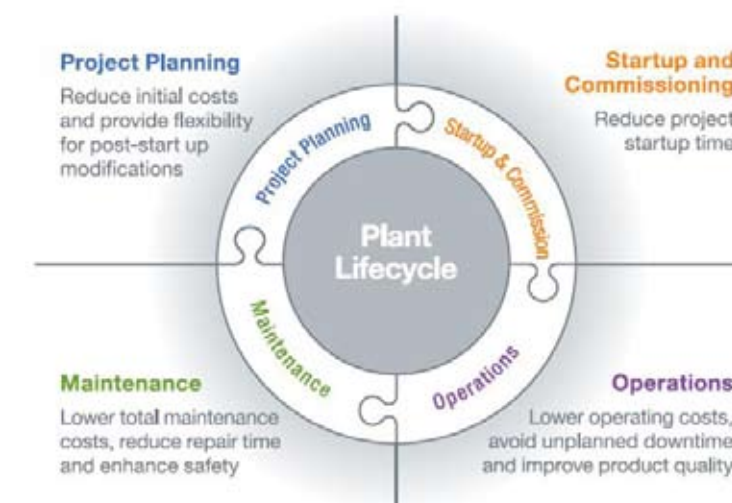 Project Planning
Reduce initial costs
and provide flexibility
for post-start up
modifications
Startup and
Commissioning
Reduce project
startup time
Project Planning
Startup & Commission
Plant
Lifecycle
Maintenance
Operations
Maintenance
Lower total maintenance
costs, reduce repair time
and enhance safety
Operations
Lower operating costs,
avoid unplanned downtime
and improve product quality